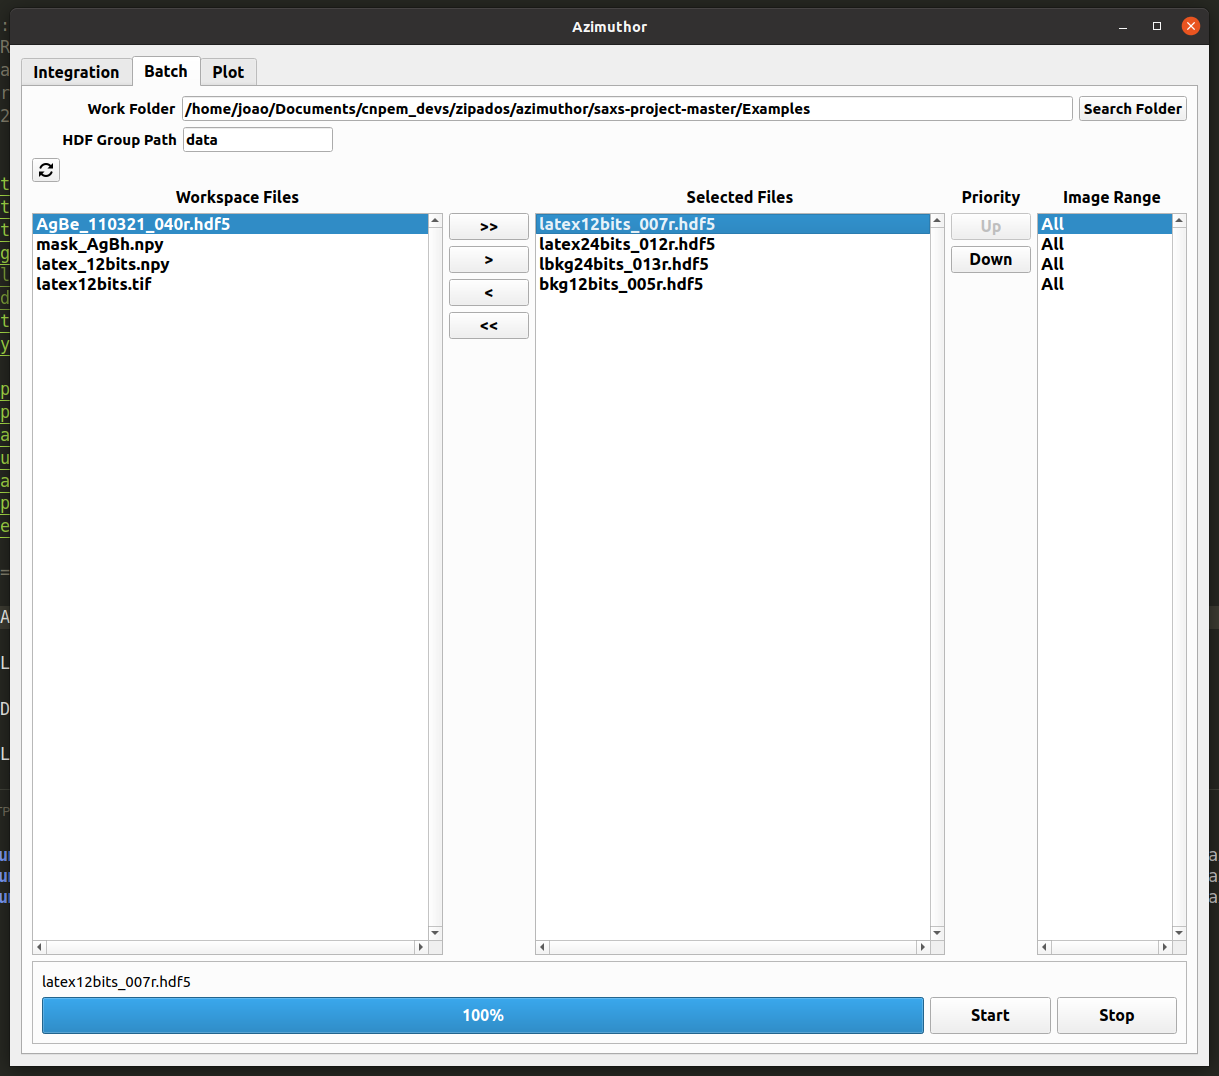 Azimuthor
Integration Batch Plot
Work Folder /home/joao/Documents/cnpem_devs/zipados/azimuthor/saxs-project-master/Examples Search Folder
HDF Group Path data
Workspace Files Selected Files Priority Image Range
AgBe_110321_040r.hdf5 >> latex12bits_007r.hdf5 Up All
mask_AgBh.npy latex24bits_012r.hdf5 All
latex_12bits.npy > lbkg24bits_013r.hdf5 Down All
latex12bits.tif < bkg12bits_005r.hdf5 All
<<
latex12bits_007r.hdf5
100% Start Stop